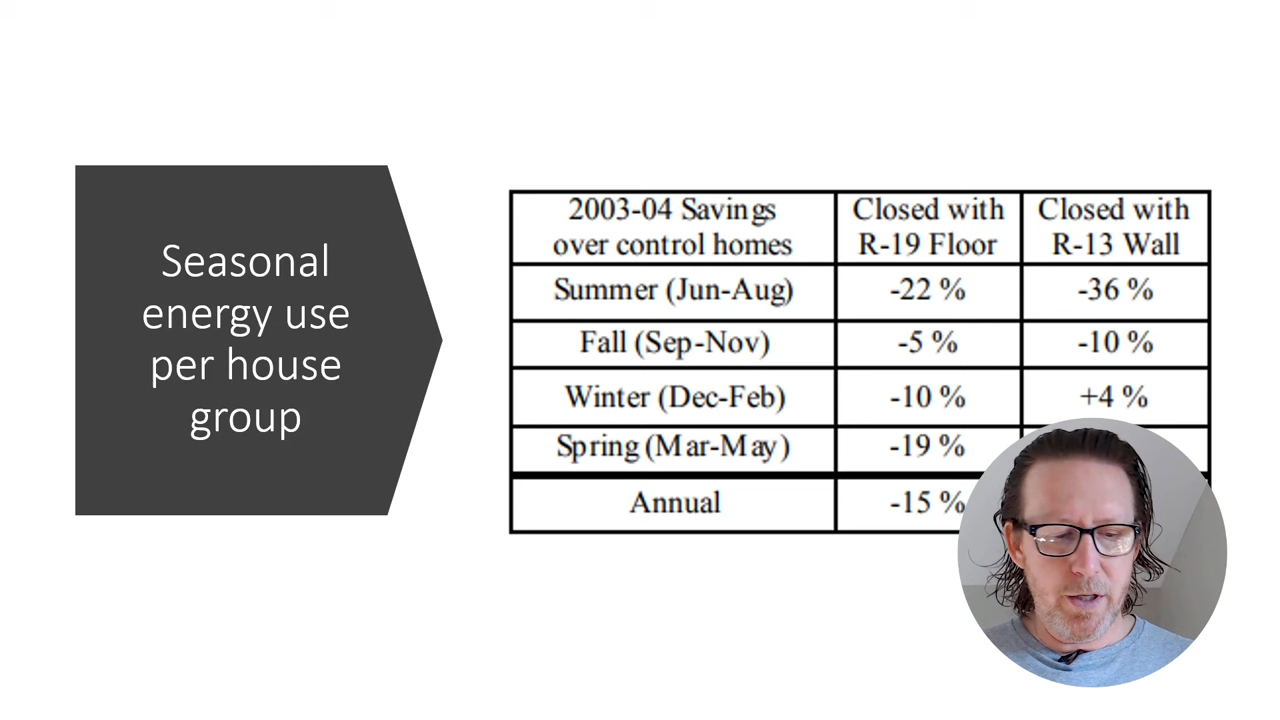 Seasonal
energy use
per house
group
2003-04 Savings
over control homes
Closed with
R-19 Floor
Closed with
R-13 Wall
Summer (Jun-Aug)
-22 %
-36 %
Fall (Sep-Nov)
-5 %
-10 %
Winter (Dec-Feb)
-10 %
+4 %
Spring (Mar-May)
-19 %
Annual
-15 %